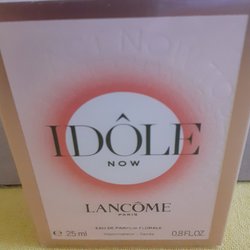 IDÔLE
NOW
LANCÔME
PARIS
EAU DE PARFUM FLORALE
e 25 ml
0.8 FL.OZ